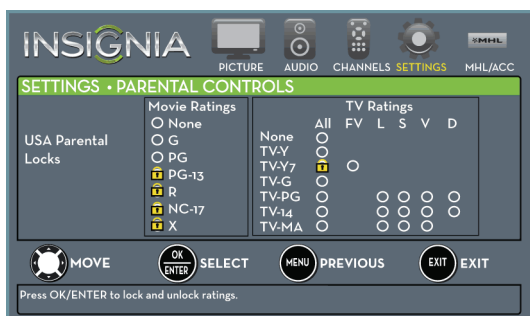 INSIGNIA
PICTURE AUDIO CHANNELS SETTINGS MHL/ACC
MHL
SETTINGS • PARENTAL CONTROLS
USA Parental
Locks
Movie Ratings
None
G
PG
PG-13
R
NC-17
X
TV Ratings
All FV L S V D
None
TV-Y
TV-Y7
TV-G
TV-PG
TV-14
TV-MA
MOVE
OK
ENTER
SELECT
MENU
PREVIOUS
EXIT
EXIT
Press OK/ENTER to lock and unlock ratings.